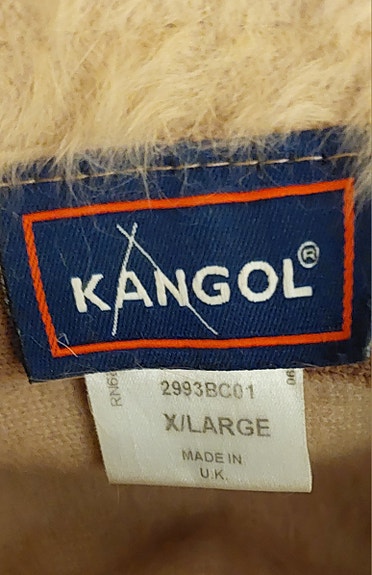 KANGOL®
2993BC01
X/LARGE
MADE IN
U.K.